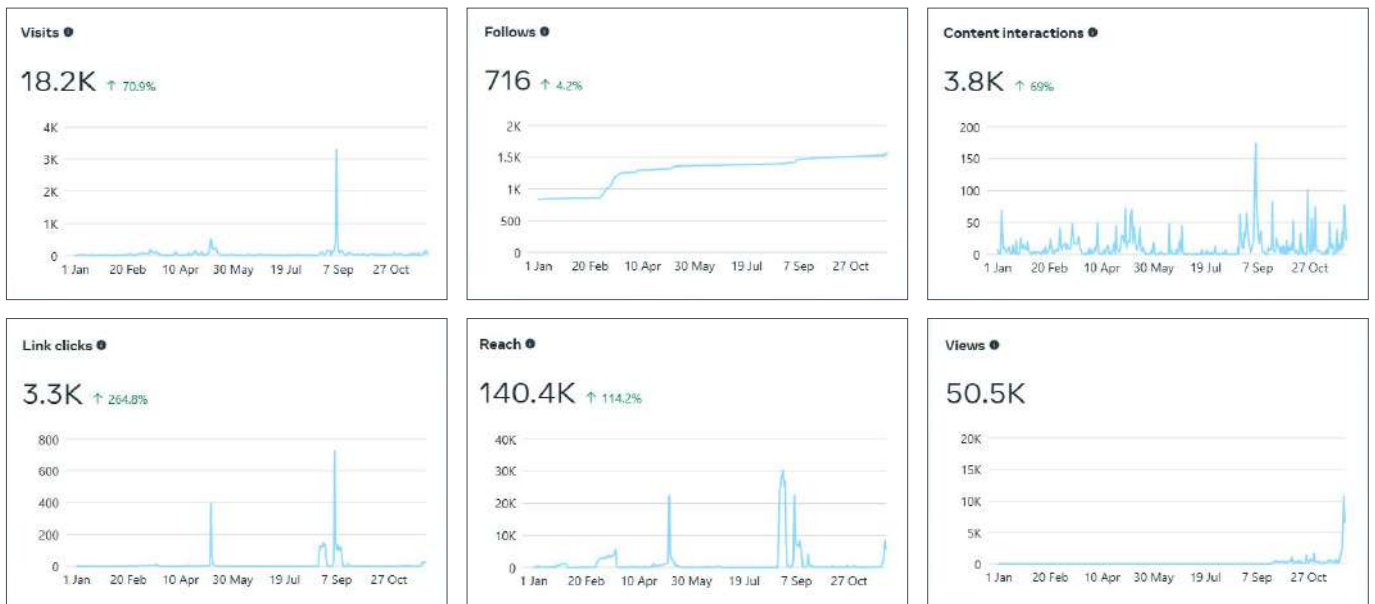 Visits
18.2K ↑ 70.9%
4K
3K
2K
1K
0
1 Jan 20 Feb 10 Apr 30 May 19 Jul 7 Sep 27 Oct
Follows
716 ↑ 4.2%
2K
1.5K
1K
500
0
1 Jan 20 Feb 10 Apr 30 May 19 Jul 7 Sep 27 Oct
Content interactions
3.8K ↑ 69%
200
150
100
50
0
1 Jan 20 Feb 10 Apr 30 May 19 Jul 7 Sep 27 Oct
Link clicks
3.3K ↑ 264.8%
800
600
400
200
0
1 Jan 20 Feb 10 Apr 30 May 19 Jul 7 Sep 27 Oct
Reach
140.4K ↑ 114.2%
40K
30K
20K
10K
0
1 Jan 20 Feb 10 Apr 30 May 19 Jul 7 Sep 27 Oct
Views
50.5K
20K
15K
10K
5K
0
1 Jan 20 Feb 10 Apr 30 May 19 Jul 7 Sep 27 Oct